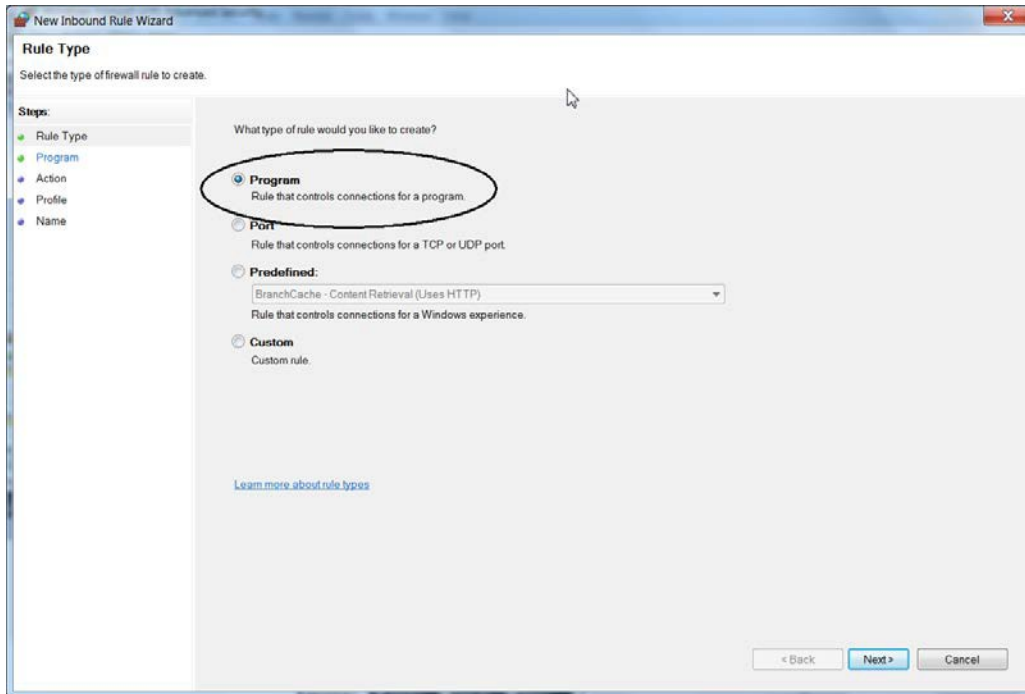 New Inbound Rule Wizard
Rule Type
Select the type of firewall rule to create.
Steps:
Rule Type
Program
Action
Profile
Name
What type of rule would you like to create?
Program
Rule that controls connections for a program.
Port
Rule that controls connections for a TCP or UDP port.
Predefined:
BranchCache - Content Retrieval (Uses HTTP)
Rule that controls connections for a Windows experience.
Custom
Custom rule.
Learn more about rule types
< Back
Next >
Cancel